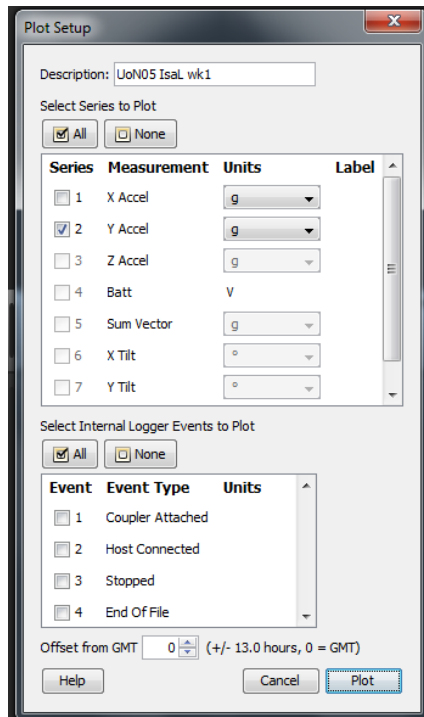 Plot Setup
Description: UoN05 IsaL wk1
Select Series to Plot
All None
Series Measurement Units Label
1 X Accel g
2 Y Accel g
3 Z Accel g
4 Batt V
5 Sum Vector g
6 X Tilt °
7 Y Tilt °
Select Internal Logger Events to Plot
All None
Event Event Type Units
1 Coupler Attached
2 Host Connected
3 Stopped
4 End Of File
Offset from GMT 0 (+/- 13.0 hours, 0 = GMT)
Help Cancel Plot